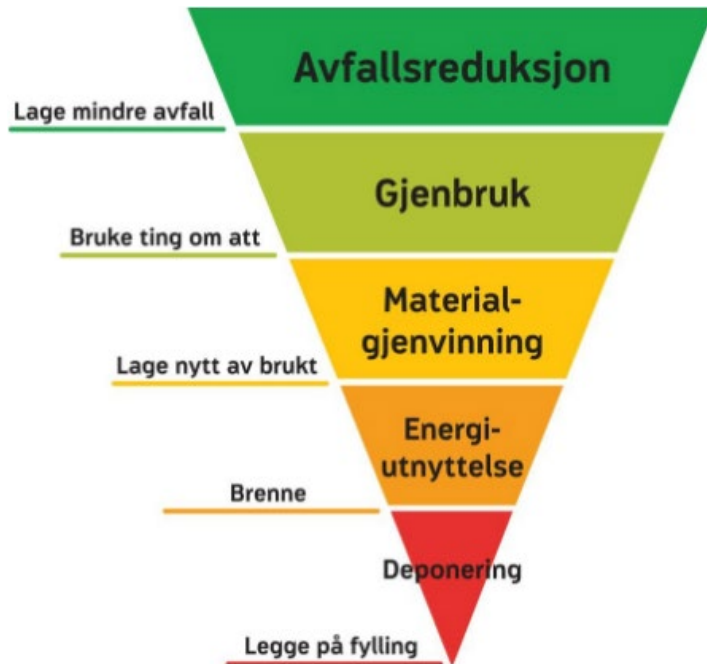 Avfallsreduksjon
Lage mindre avfall
Gjenbruk
Bruke ting om att
Material-
gjenvinning
Lage nytt av brukt
Energi-
utnyttelse
Brenne
Deponering
Legge på fylling